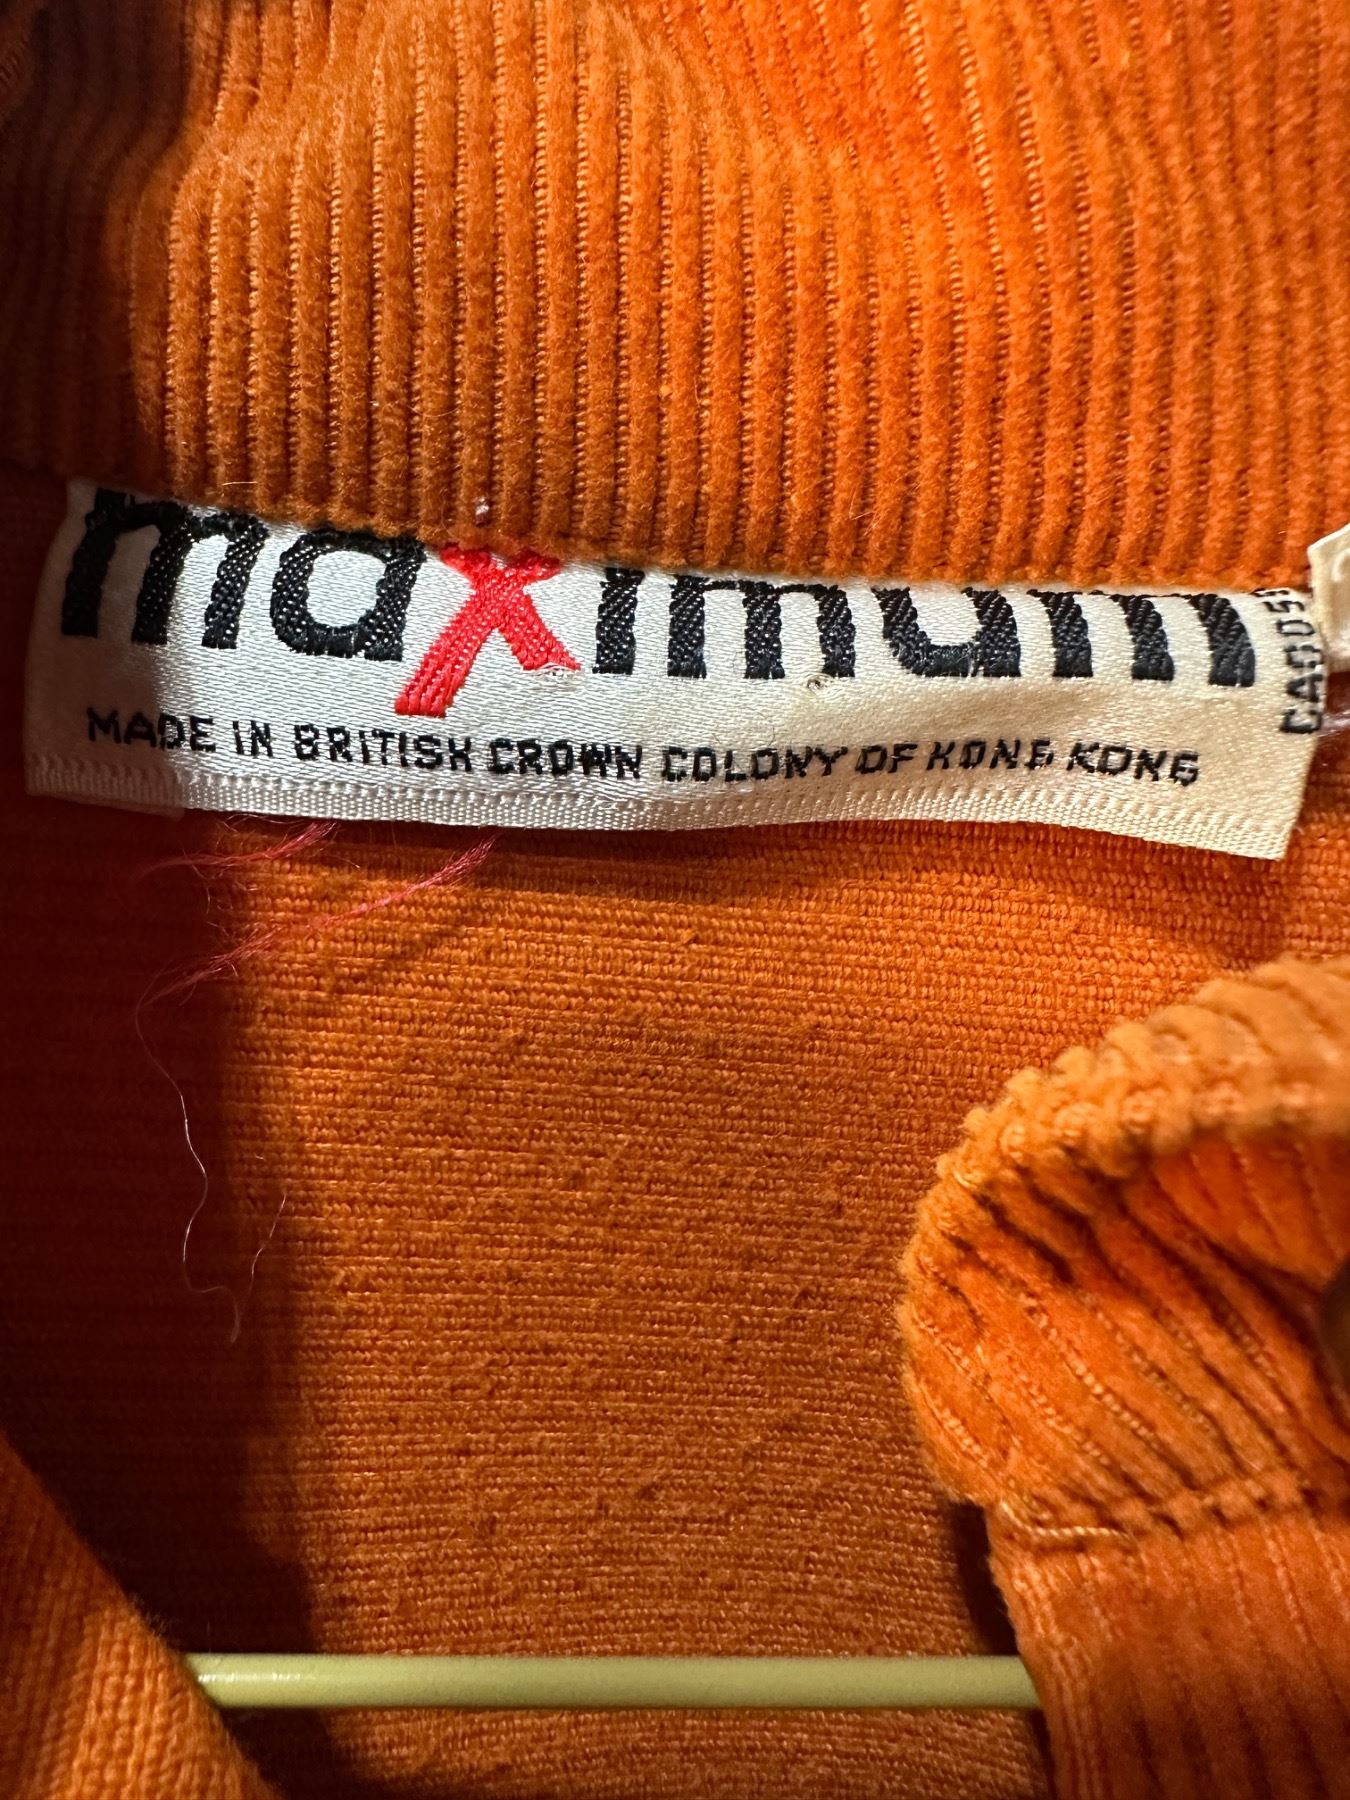 maximum
MADE IN BRITISH CROWN COLONY OF HONG KONG